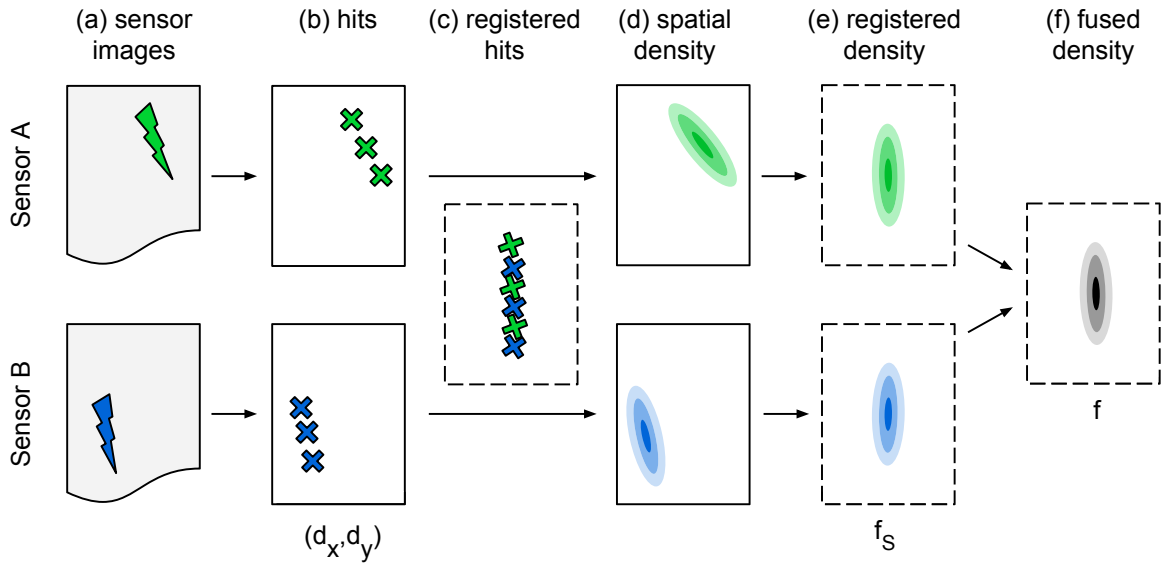 (a) sensor
images
(b) hits
(c) registered
hits
(d) spatial
density
(e) registered
density
(f) fused
density
Sensor A
Sensor B
(dx,dy)
fS
f